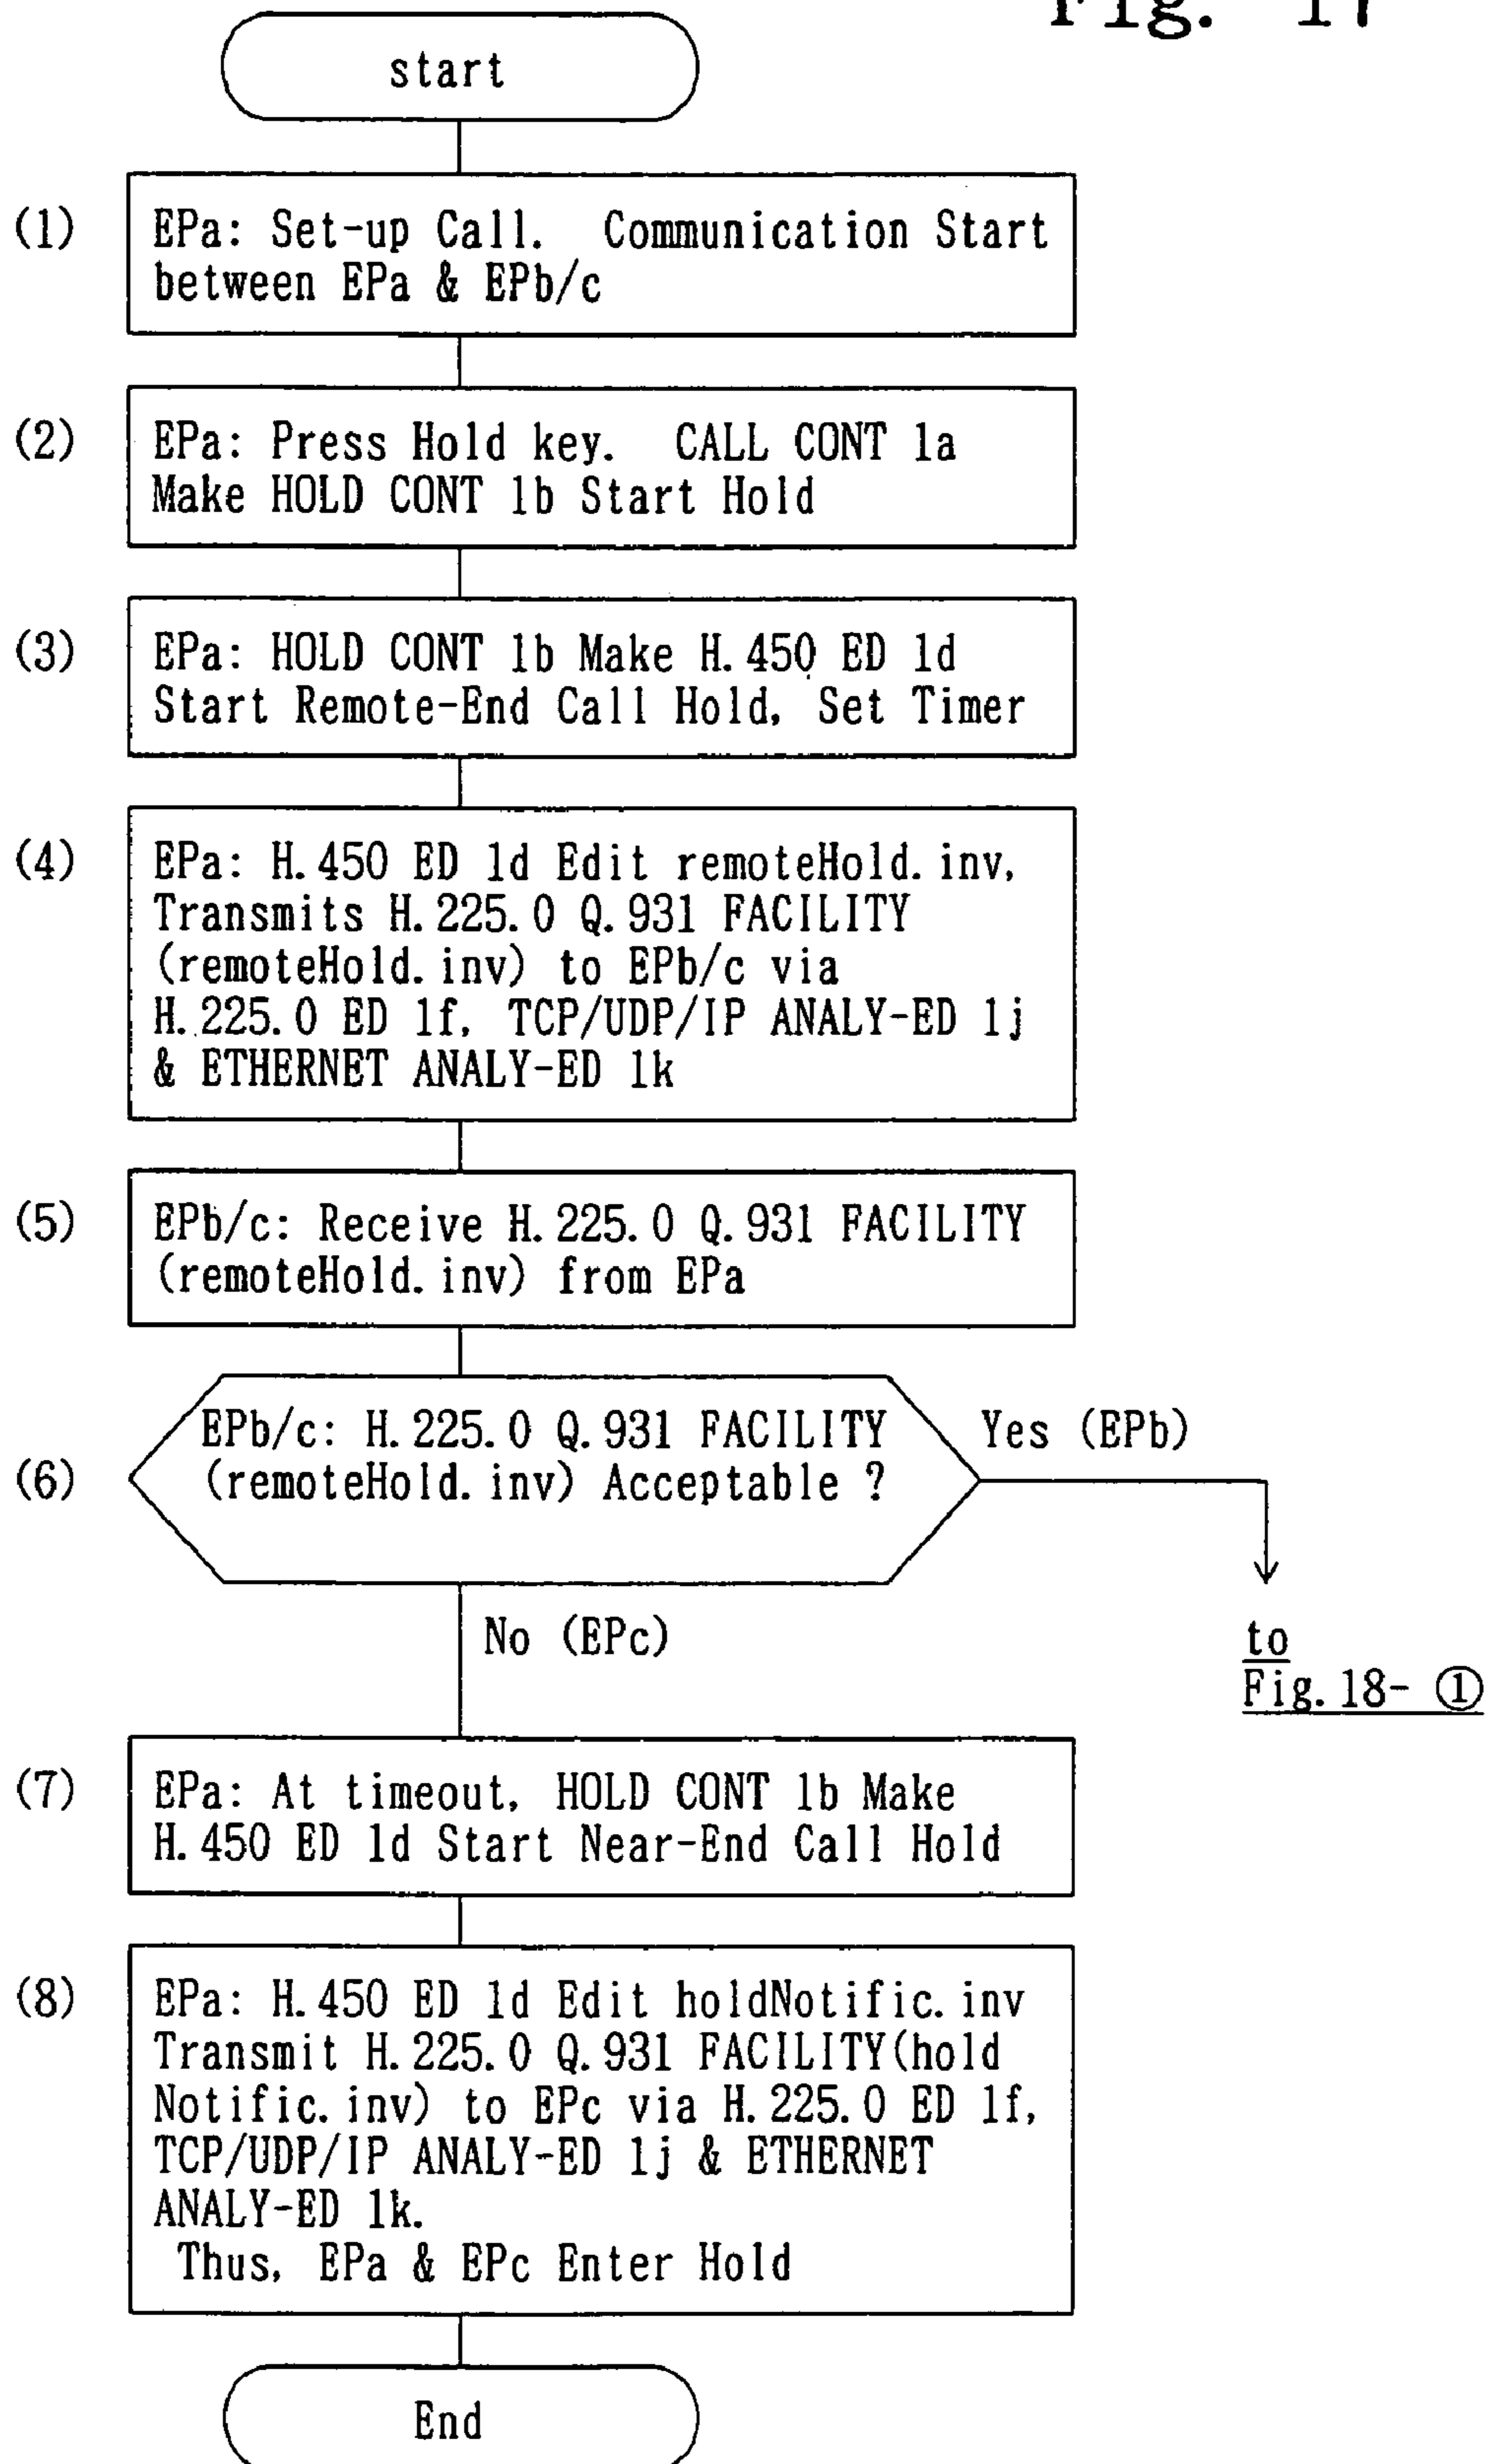 Fig. 17
start
(1)
EPa: Set-up Call. Communication Start
between EPa & EPb/c
(2)
EPa: Press Hold key. CALL CONT 1a
Make HOLD CONT 1b Start Hold
(3)
EPa: HOLD CONT 1b Make H.450 ED 1d
Start Remote-End Call Hold, Set Timer
(4)
EPa: H.450 ED 1d Edit remoteHold.inv,
Transmits H.225.0 Q.931 FACILITY
(remoteHold.inv) to EPb/c via
H.225.0 ED 1f, TCP/UDP/IP ANALY-ED 1j
& ETHERNET ANALY-ED 1k
(5)
EPb/c: Receive H.225.0 Q.931 FACILITY
(remoteHold.inv) from EPa
(6)
EPb/c: H.225.0 Q.931 FACILITY
(remoteHold.inv) Acceptable ?
Yes (EPb)
to
Fig.18- ①
No (EPc)
(7)
EPa: At timeout, HOLD CONT 1b Make
H.450 ED 1d Start Near-End Call Hold
(8)
EPa: H.450 ED 1d Edit holdNotific.inv
Transmit H.225.0 Q.931 FACILITY(hold
Notific.inv) to EPc via H.225.0 ED 1f,
TCP/UDP/IP ANALY-ED 1j & ETHERNET
ANALY-ED 1k.
Thus, EPa & EPc Enter Hold
End